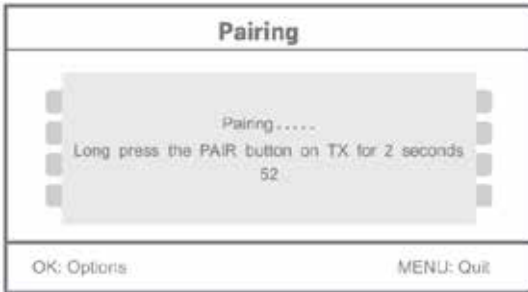 Pairing
Pairing.....
Long press the PAIR button on TX for 2 seconds
52
OK: Options
MENU: Quit